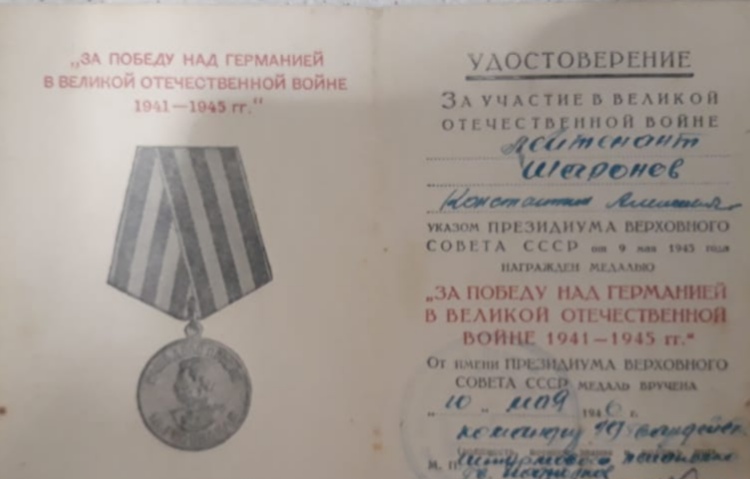 „ЗА ПОБЕДУ НАД ГЕРМАНИЕЙ
В ВЕЛИКОЙ ОТЕЧЕСТВЕННОЙ ВОЙНЕ
1941—1945 гг."
УДОСТОВЕРЕНИЕ
ЗА УЧАСТИЕ В ВЕЛИКОЙ
ОТЕЧЕСТВЕННОЙ ВОЙНЕ
лейтенант
Шаронов
Константин
УКАЗОМ ПРЕЗИДИУМА ВЕРХОВНОГО
СОВЕТА СССР от 9 мая 1945 года
НАГРАЖДЕН МЕДАЛЬЮ
„ЗА ПОБЕДУ НАД ГЕРМАНИЕЙ
В ВЕЛИКОЙ ОТЕЧЕСТВЕННОЙ
ВОЙНЕ 1941—1945 гг."
От имени ПРЕЗИДИУМА ВЕРХОВНОГО
СОВЕТА СССР МЕДАЛЬ ВРУЧЕНА
„10" мая 1946 г.
командир
М. П.